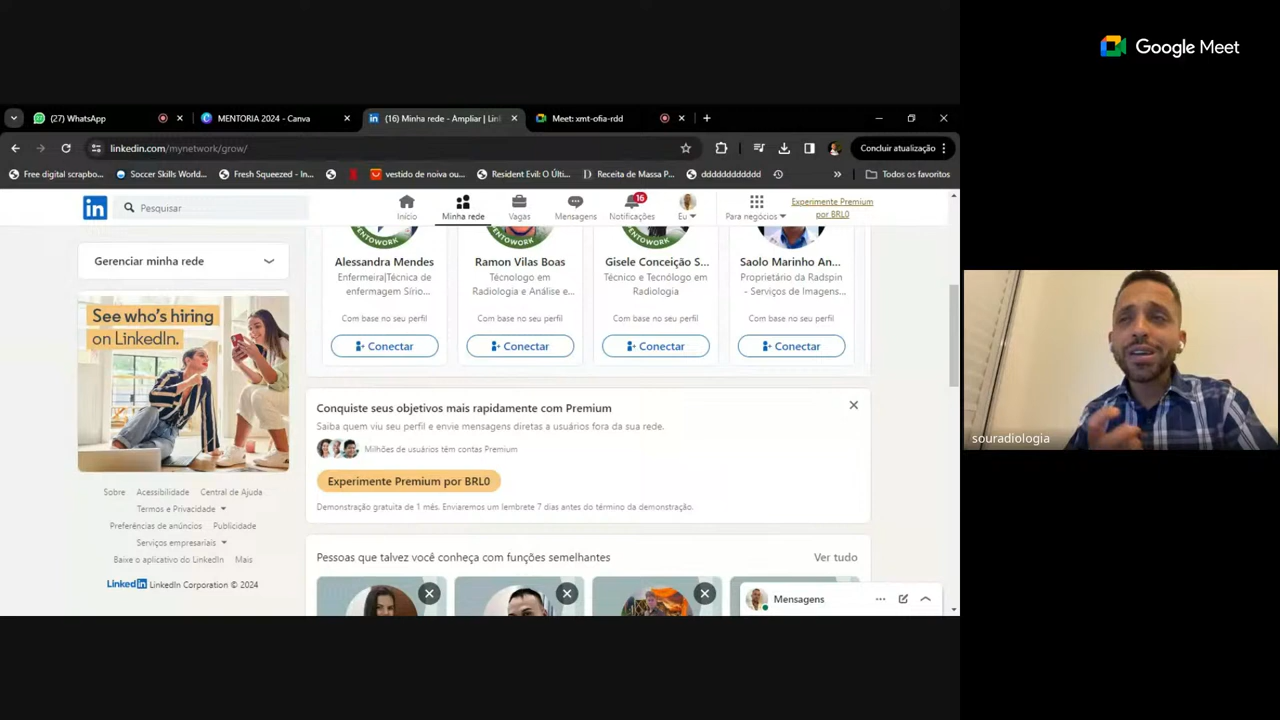 Google Meet
(27) WhatsApp
MENTORIA 2024 - Canva
(16) Minha rede - Ampliar | Lin
Meet: xmt-ofia-rdd
linkedin.com/mynetwork/grow/
Concluir atualização
Free digital scrapbo...
Soccer Skills World...
Fresh Squeezed - In...
vestido de noiva ou...
Resident Evil: O Últi...
Receita de Massa P...
dddddddddddd
Todos os favoritos
in
Pesquisar
Início
Minha rede
Vagas
Mensagens
16
Notificações
Eu
Para negócios
Experimente Premium
por BRL0
Gerenciar minha rede
See who's hiring
on LinkedIn.
Sobre Acessibilidade Central de Ajuda
Termos e Privacidade
Preferências de anúncios Publicidade
Serviços empresariais
Baixe o aplicativo do LinkedIn Mais
LinkedIn LinkedIn Corporation © 2024
Alessandra Mendes
Enfermeira|Técnica de
enfermagem Sírio...
Com base no seu perfil
Conectar
Ramon Vilas Boas
Técnologo em
Radiologia e Análise e...
Com base no seu perfil
Conectar
Gisele Conceição S...
Técnico e Tecnólogo em
Radiologia
Com base no seu perfil
Conectar
Saolo Marinho An...
Proprietário da Radspin
- Serviços de Imagens...
Com base no seu perfil
Conectar
Conquiste seus objetivos mais rapidamente com Premium
Saiba quem viu seu perfil e envie mensagens diretas a usuários fora da sua rede.
Milhões de usuários têm contas Premium
Experimente Premium por BRL0
Demonstração gratuita de 1 mês. Enviaremos um lembrete 7 dias antes do término da demonstração.
Pessoas que talvez você conheça com funções semelhantes
Ver tudo
Mensagens
souradiologia